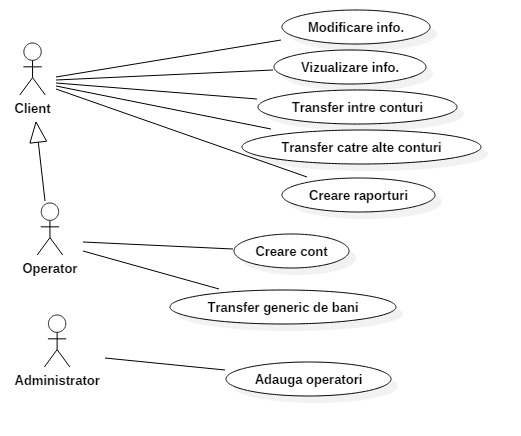 Modificare info.
Vizualizare info.
Client
Transfer intre conturi
Transfer catre alte conturi
Creare raporturi
Operator
Creare cont
Transfer generic de bani
Administrator
Adauga operatori